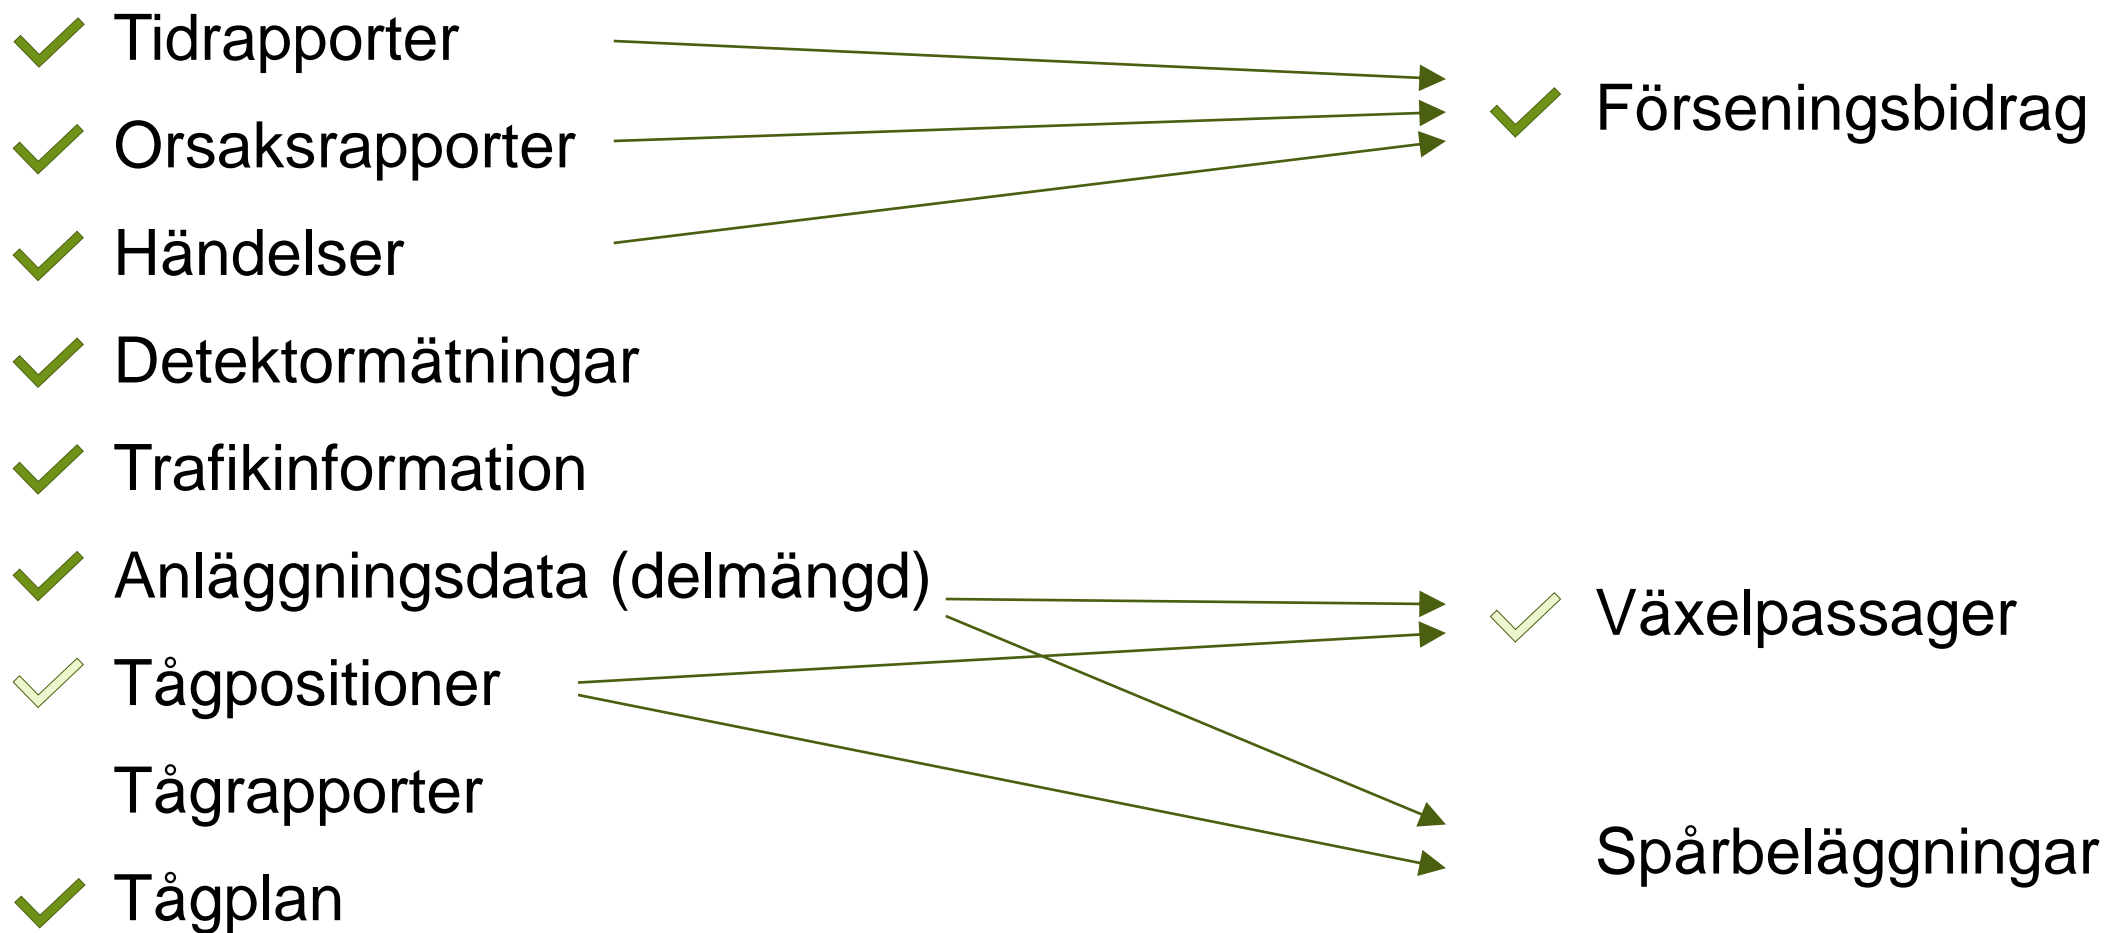 Tidrapporter
Orsaksrapporter
Händelser
Detektormätningar
Trafikinformation
Anläggningsdata (delmängd)
Tågpositioner
Tågrapporter
Tågplan
Förseningsbidrag
Växelpassager
Spårbeläggningar